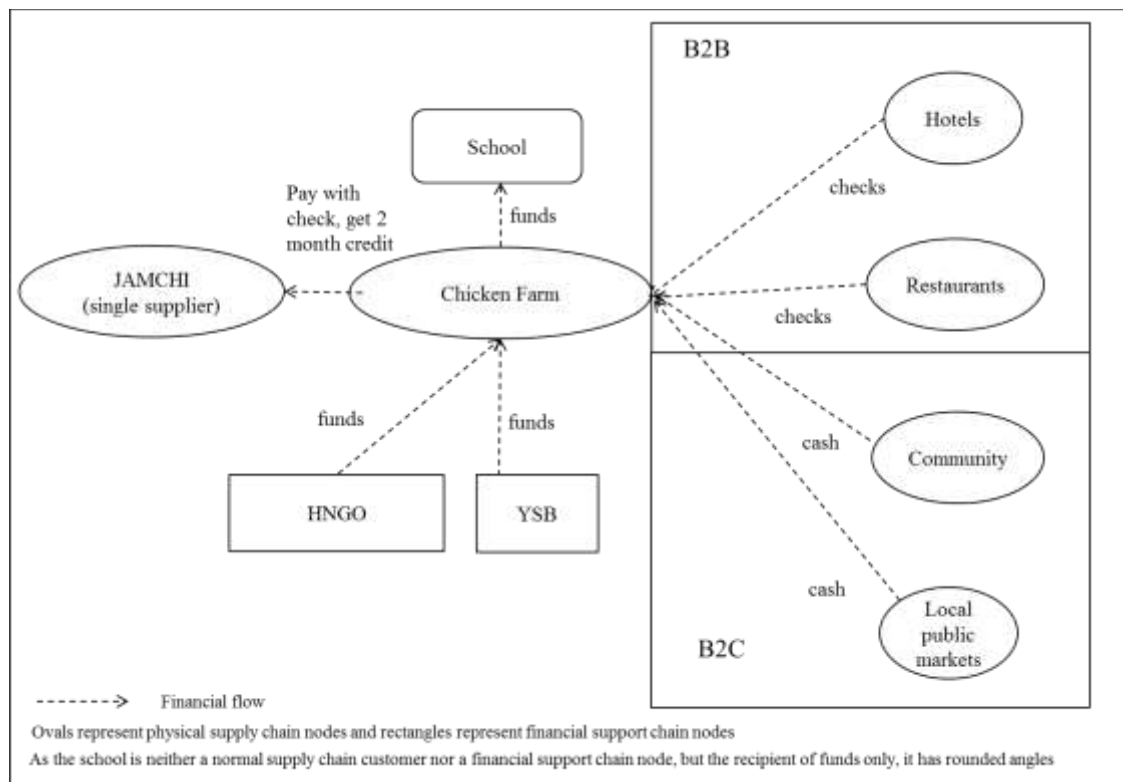 B2B
Hotels
School
checks
Pay with
check, get 2
month credit
funds
JAMCHI
(single supplier)
Chicken Farm
Restaurants
checks
funds
funds
cash
Community
HNGO
YSB
cash
Local
public
markets
B2C
Financial flow
Ovals represent physical supply chain nodes and rectangles represent financial support chain nodes
As the school is neither a normal supply chain customer nor a financial support chain node, but the recipient of funds only, it has rounded angles